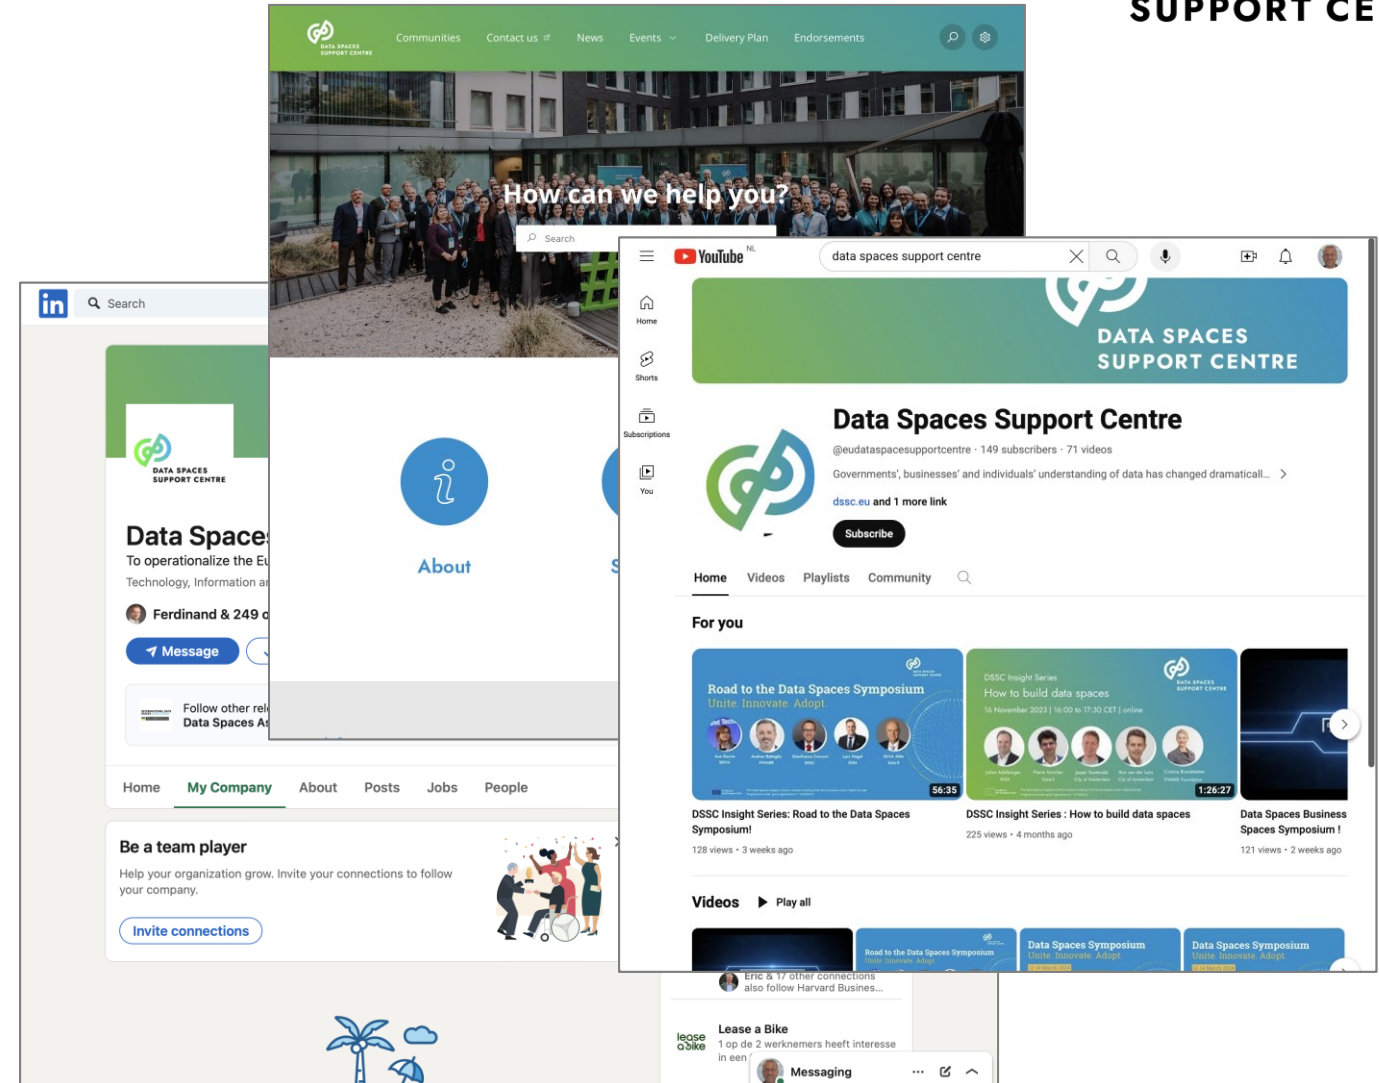 SUPPORT CE
DATA SPACES
SUPPORT CENTRE
Communities
Contact us
News
Events
Delivery Plan
Endorsements
How can we help you?
Search
About
S
in
Search
DATA SPACES
SUPPORT CENTRE
Data Space
To operationalize the Eu
Technology, Information a
Ferdinand & 249 o
Message
Follow other rel
Data Spaces As
Home
My Company
About
Posts
Jobs
People
Be a team player
Help your organization grow. Invite your connections to follow
your company.
Invite connections
YouTube NL
data spaces support centre
Home
Shorts
Subscriptions
You
DATA SPACES
SUPPORT CENTRE
Data Spaces Support Centre
@eudataspacesupportcentre · 149 subscribers · 71 videos
Governments', businesses' and individuals' understanding of data has changed dramaticall...
dssc.eu and 1 more link
Subscribe
Home
Videos
Playlists
Community
For you
Road to the Data Spaces Symposium
Unite. Innovate. Adopt.
56:35
DSSC Insight Series: Road to the Data Spaces
Symposium!
128 views • 3 weeks ago
DSSC Insight Series
How to build data spaces
16 November 2023 | 16:00 to 17:30 CET | online
DATA SPACES
SUPPORT CENTRE
1:26:27
DSSC Insight Series : How to build data spaces
225 views • 4 months ago
Data Spaces Business
Spaces Symposium !
121 views • 2 weeks ago
Videos
Play all
Road to the Data Spaces Symposium
Unite. Innovate. Adopt.
Data Spaces Symposium
Unite. Innovate. Adopt.
Data Spaces Symposium
Unite. Innovate. Adopt.
Eric & 17 other connections
also follow Harvard Busines...
lease
a bike
Lease a Bike
1 op de 2 werknemers heeft interesse
in een
Messaging